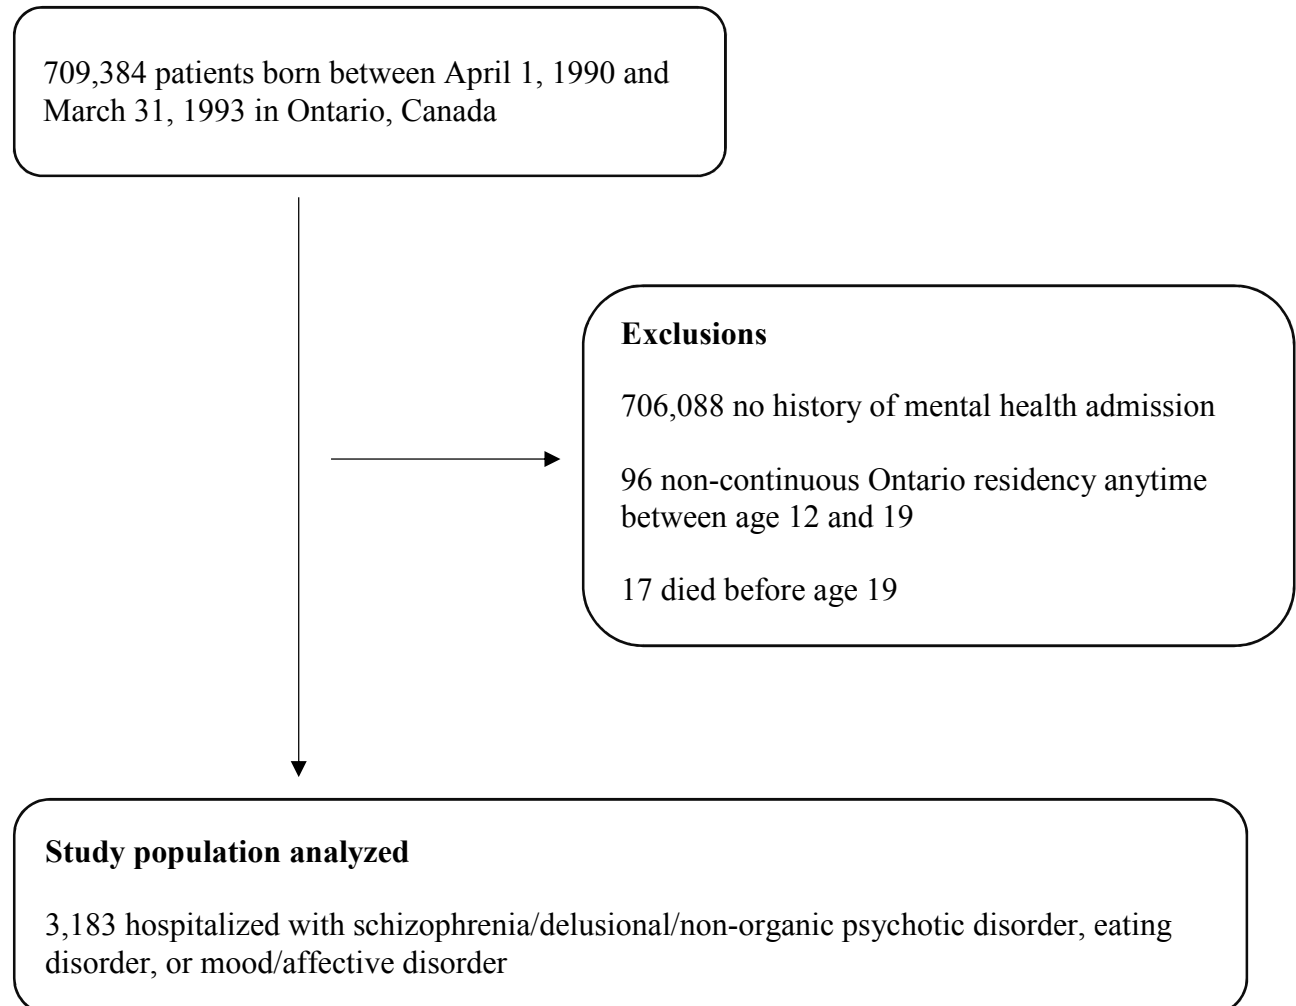 709,384 patients born between April 1, 1990 and
March 31, 1993 in Ontario, Canada
Exclusions
706,088 no history of mental health admission
96 non-continuous Ontario residency anytime
between age 12 and 19
17 died before age 19
Study population analyzed
3,183 hospitalized with schizophrenia/delusional/non-organic psychotic disorder, eating
disorder, or mood/affective disorder